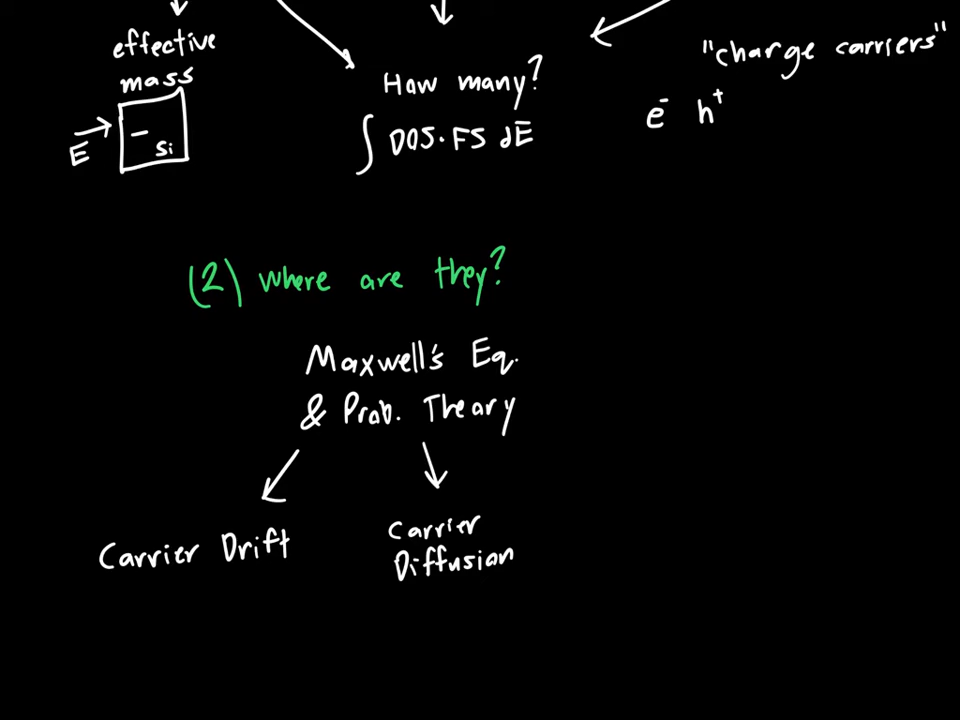 effective
mass
E
–
Si
How many?
∫ DOS·FS dE
"charge carriers"
e⁻ h⁺
(2) where are they?
Maxwell's Eq.
& Prob. Theory
Carrier Drift
Carrier
Diffusion